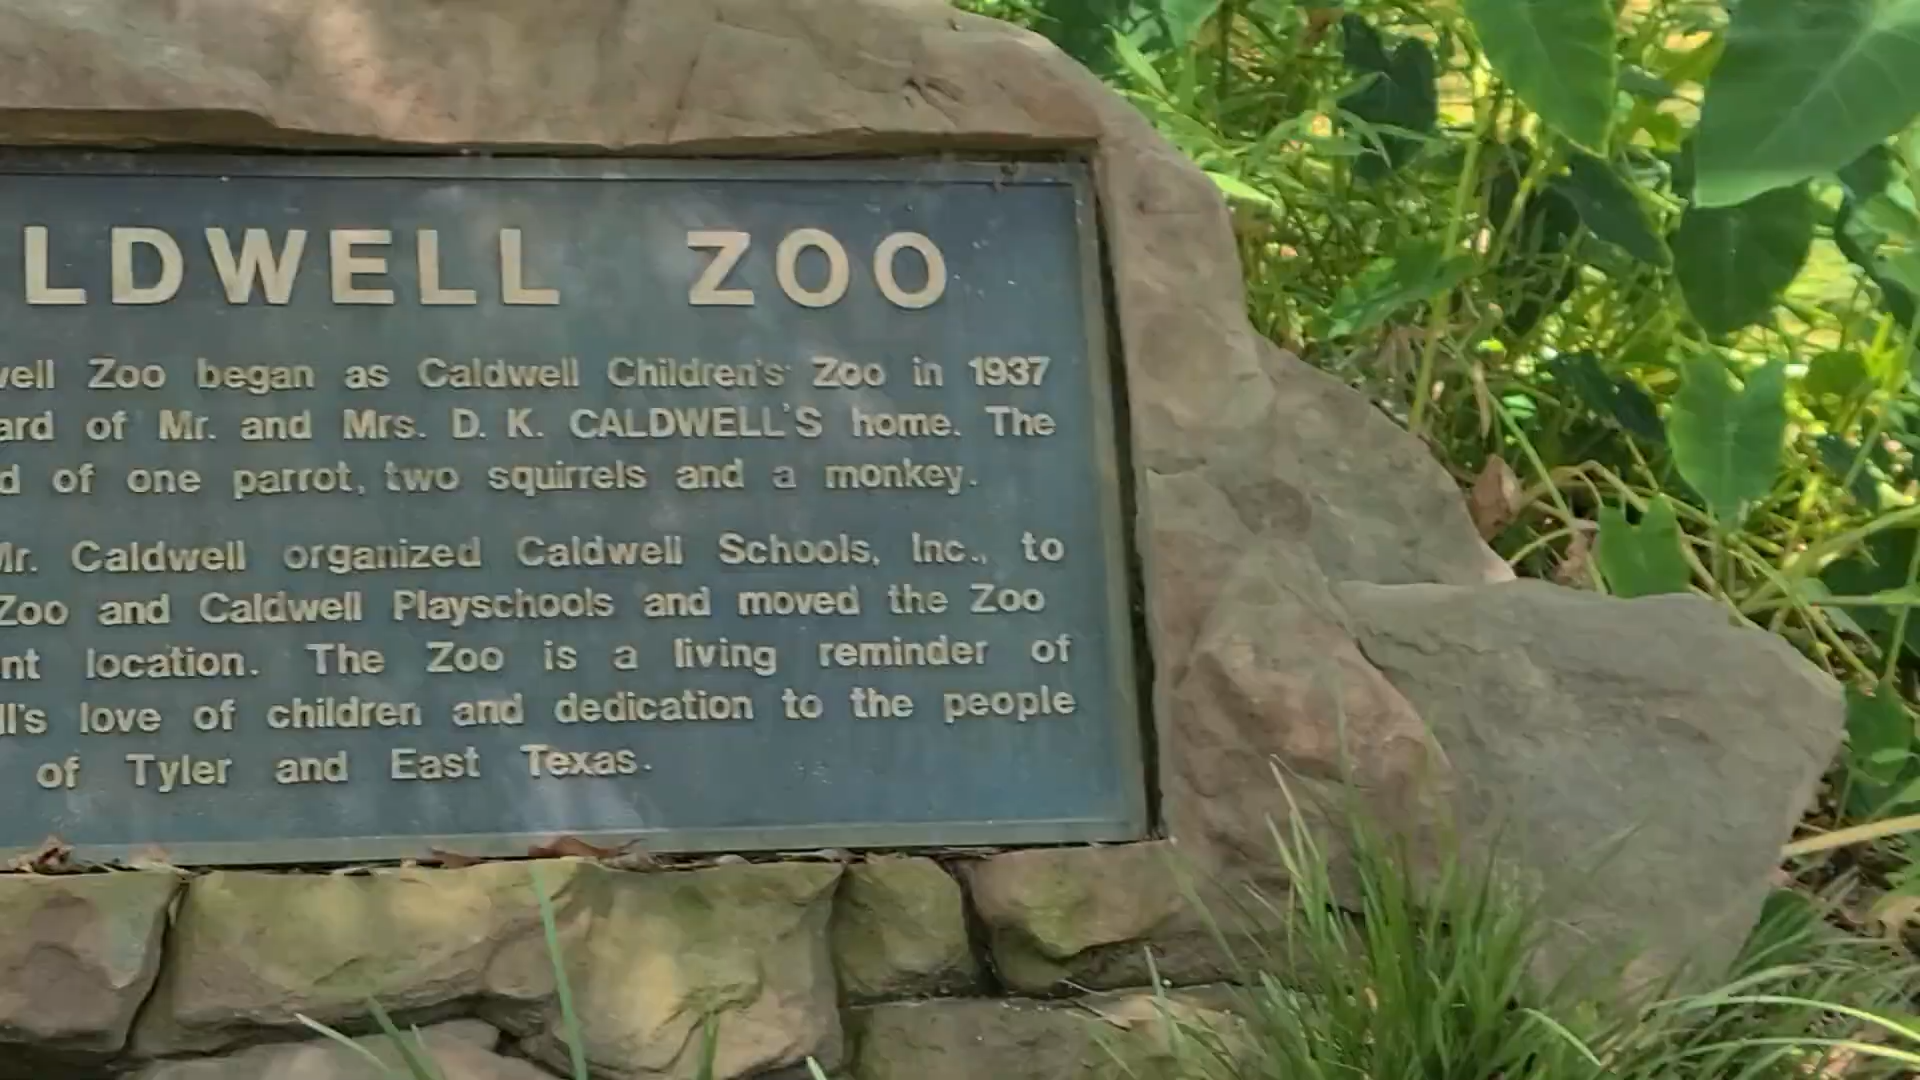 LDWELL ZOO
well Zoo began as Caldwell Children's Zoo in 1937
ard of Mr. and Mrs. D. K. CALDWELL'S home. The
d of one parrot, two squirrels and a monkey.
Mr. Caldwell organized Caldwell Schools, Inc., to
Zoo and Caldwell Playschools and moved the Zoo
nt location. The Zoo is a living reminder of
ll's love of children and dedication to the people
of Tyler and East Texas.